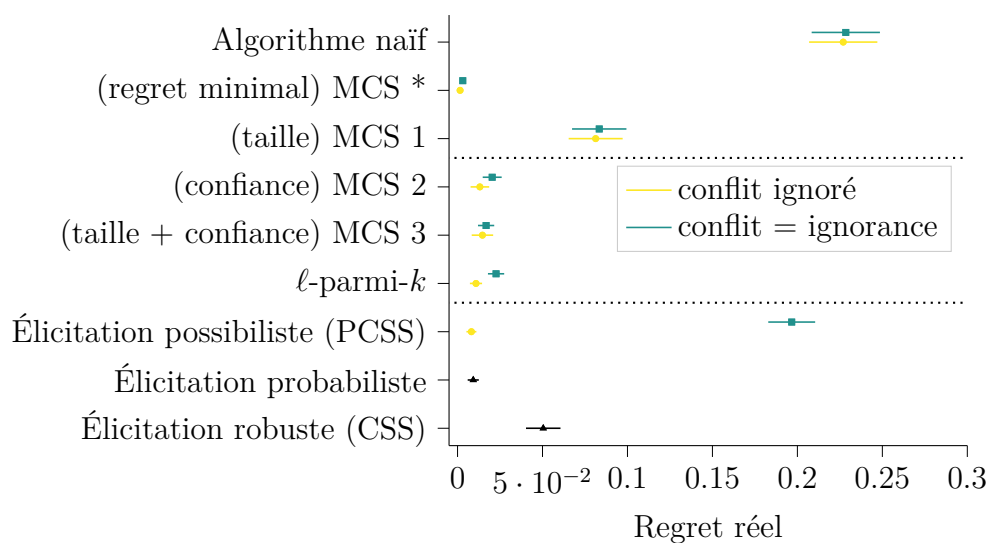 Algorithme naïf
(regret minimal) MCS *
(taille) MCS 1
(confiance) MCS 2
(taille + confiance) MCS 3
ℓ-parmi-k
Élicitation possibiliste (PCSS)
Élicitation probabiliste
Élicitation robuste (CSS)
conflit ignoré
conflit = ignorance
0 5 · 10⁻² 0.1 0.15 0.2 0.25 0.3
Regret réel